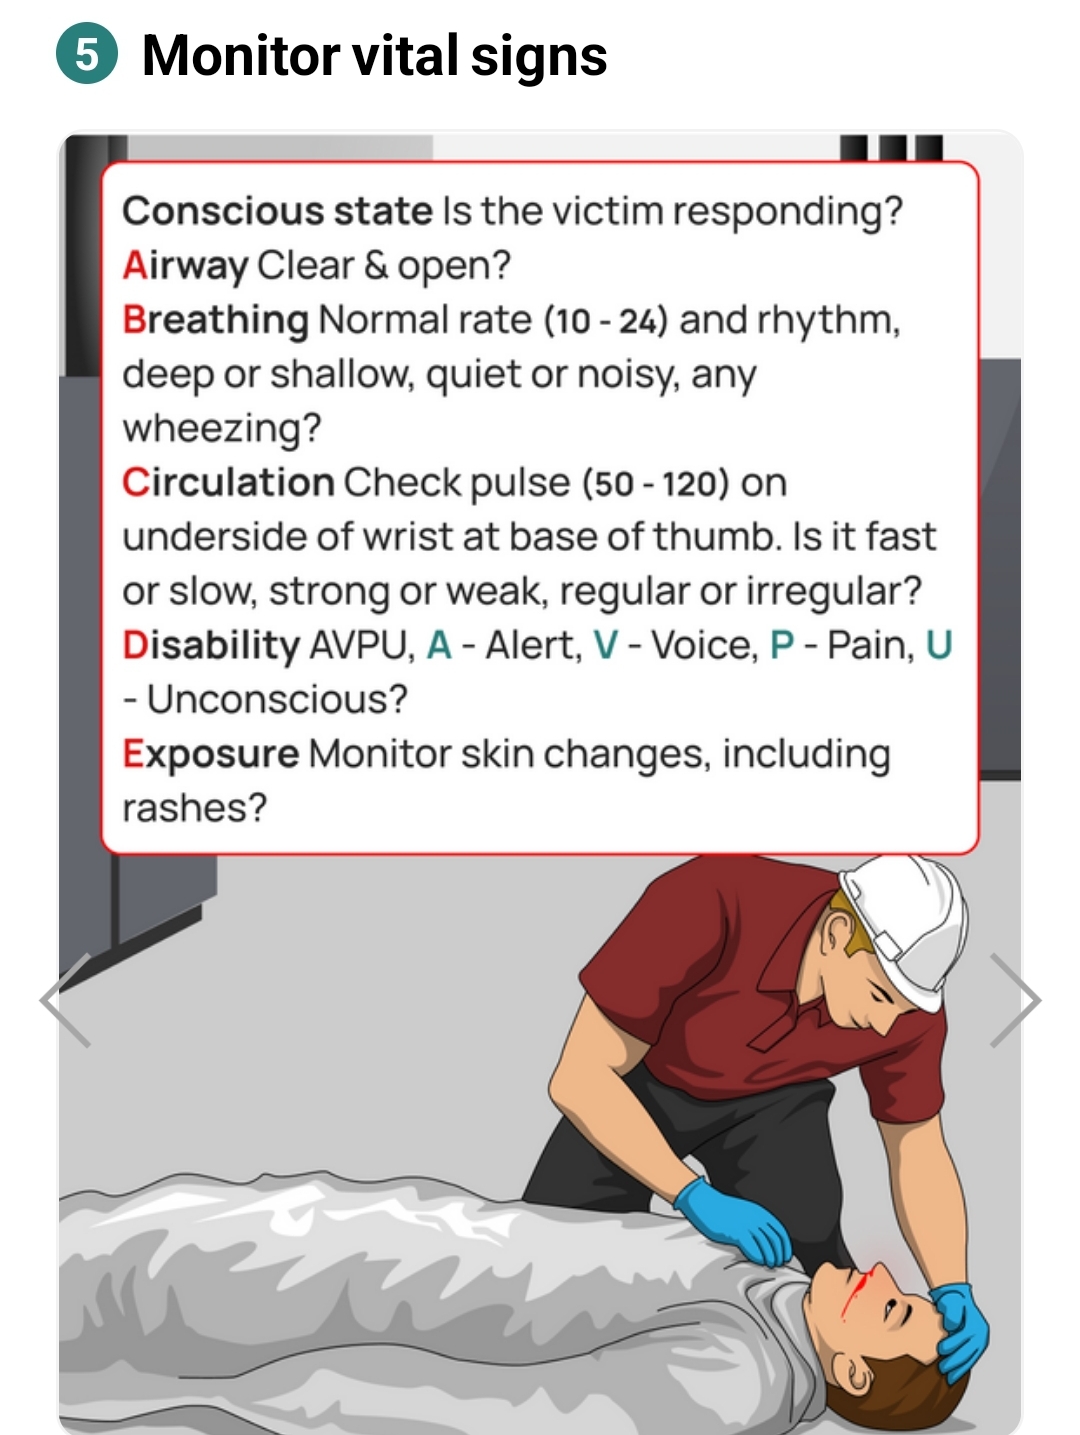 5 Monitor vital signs
Conscious state Is the victim responding?
Airway Clear & open?
Breathing Normal rate (10 - 24) and rhythm,
deep or shallow, quiet or noisy, any
wheezing?
Circulation Check pulse (50 - 120) on
underside of wrist at base of thumb. Is it fast
or slow, strong or weak, regular or irregular?
Disability AVPU, A - Alert, V - Voice, P - Pain, U
- Unconscious?
Exposure Monitor skin changes, including
rashes?